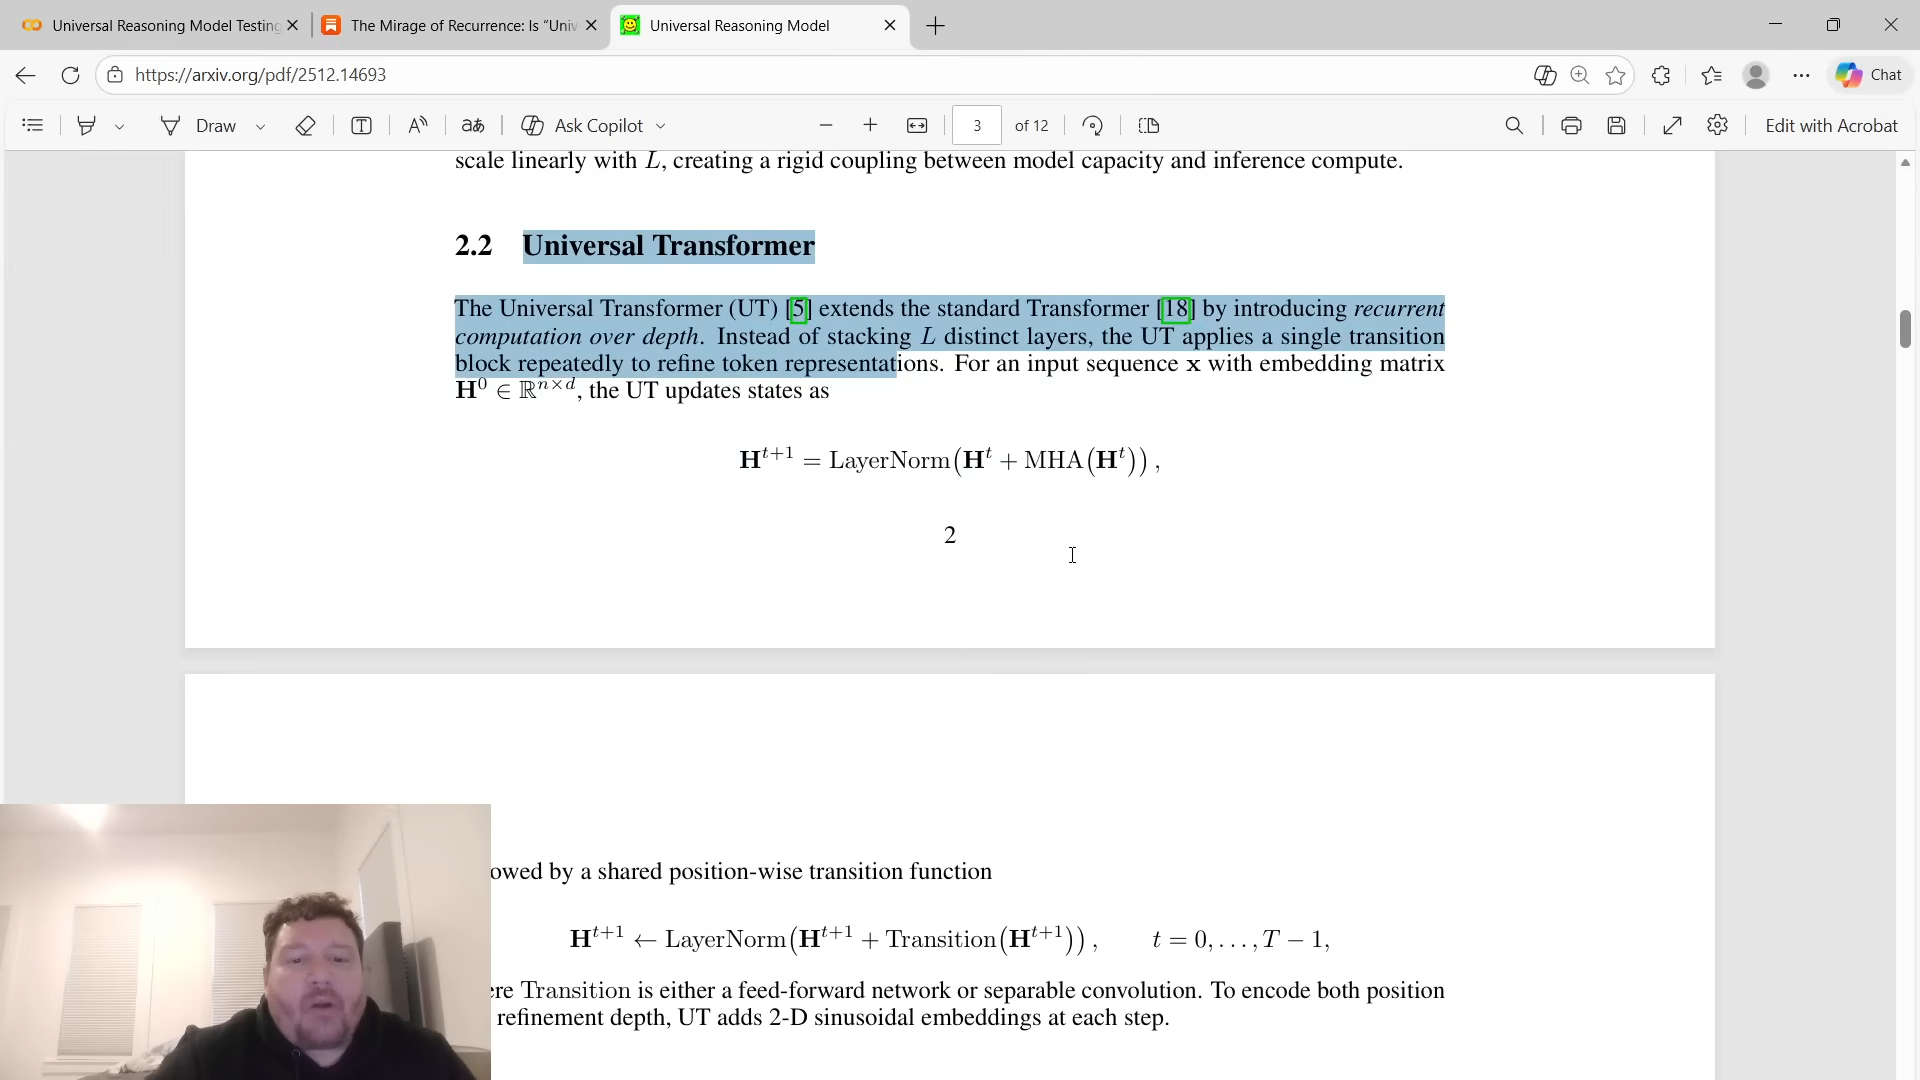 Universal Reasoning Model Testing
The Mirage of Recurrence: Is “Univ
Universal Reasoning Model
https://arxiv.org/pdf/2512.14693
Chat
Draw
Ask Copilot
3
of 12
Edit with Acrobat
scale linearly with L, creating a rigid coupling between model capacity and inference compute.
2.2 Universal Transformer
The Universal Transformer (UT) [5] extends the standard Transformer [18] by introducing recurrent
computation over depth. Instead of stacking L distinct layers, the UT applies a single transition
block repeatedly to refine token representations. For an input sequence x with embedding matrix
H⁰ ∈ ℝⁿˣᵈ, the UT updates states as
Hᵗ⁺¹ = LayerNorm(Hᵗ + MHA(Hᵗ)) ,
2
owed by a shared position-wise transition function
Hᵗ⁺¹ ← LayerNorm(Hᵗ⁺¹ + Transition(Hᵗ⁺¹)) , t = 0, . . . , T − 1,
ere Transition is either a feed-forward network or separable convolution. To encode both position
refinement depth, UT adds 2-D sinusoidal embeddings at each step.